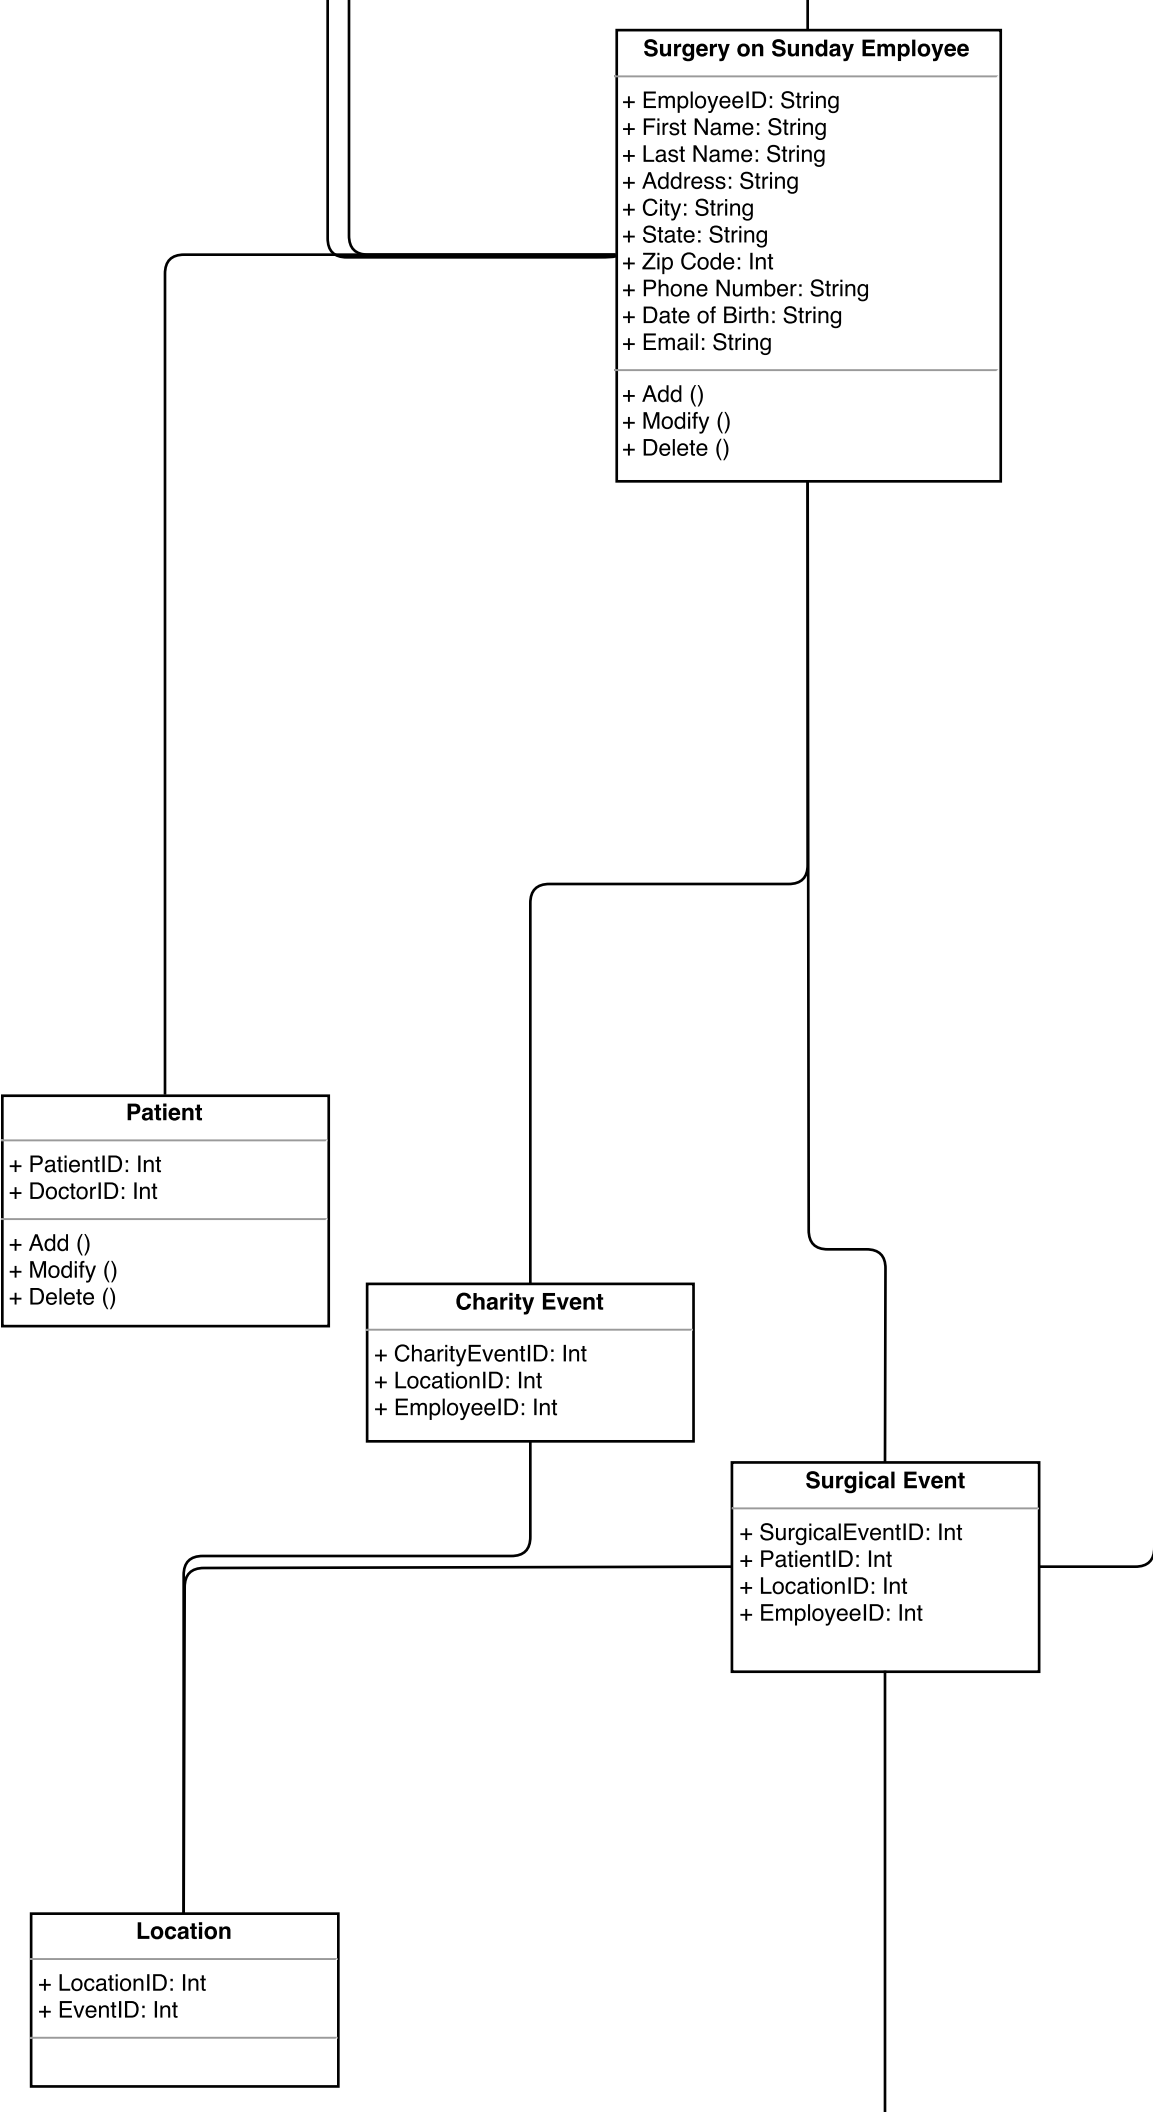 Surgery on Sunday Employee
+ EmployeeID: String
+ First Name: String
+ Last Name: String
+ Address: String
+ City: String
+ State: String
+ Zip Code: Int
+ Phone Number: String
+ Date of Birth: String
+ Email: String
+ Add ()
+ Modify ()
+ Delete ()
Patient
+ PatientID: Int
+ DoctorID: Int
+ Add ()
+ Modify ()
+ Delete ()
Charity Event
+ CharityEventID: Int
+ LocationID: Int
+ EmployeeID: Int
Surgical Event
+ SurgicalEventID: Int
+ PatientID: Int
+ LocationID: Int
+ EmployeeID: Int
Location
+ LocationID: Int
+ EventID: Int